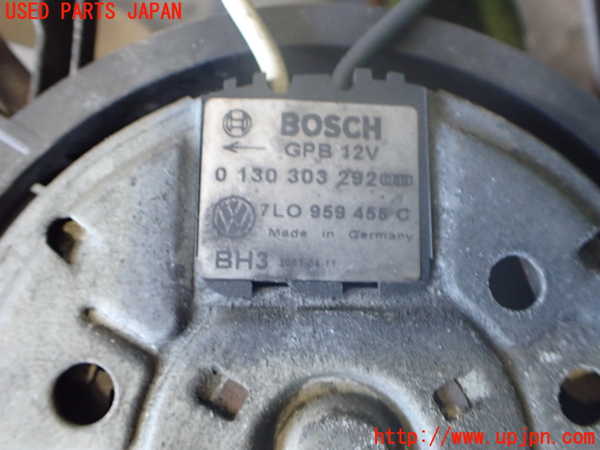 USED PARTS JAPAN
BOSCH
GPB 12V
0 130 303 292
7L0 959 455 C
Made in Germany
BH3
http://www.upjpn.com/